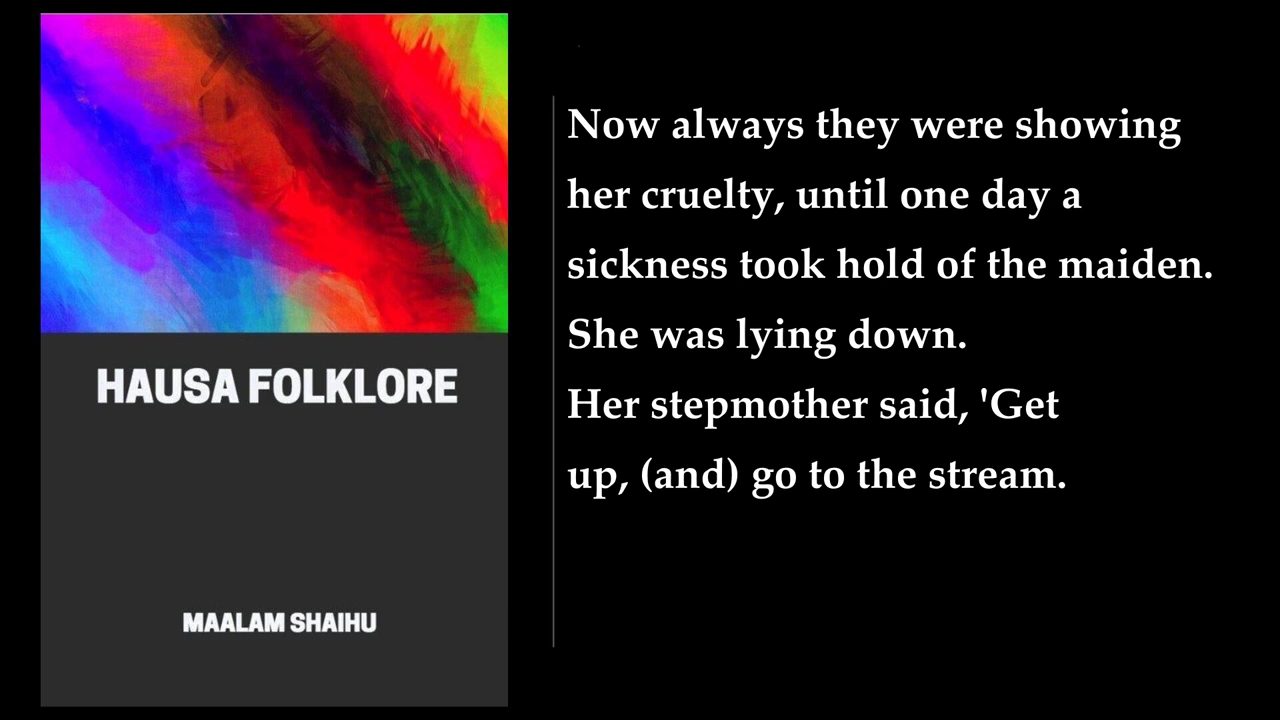 HAUSA FOLKLORE
MAALAM SHAIHU
Now always they were showing
her cruelty, until one day a
sickness took hold of the maiden.
She was lying down.
Her stepmother said, 'Get
up, (and) go to the stream.